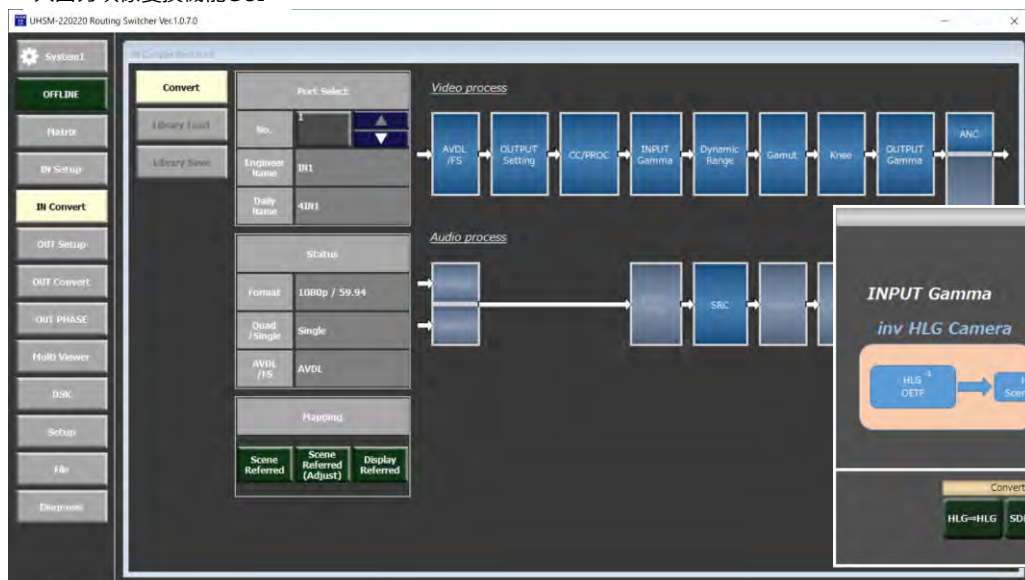 UHSM-220220 Routing Switcher Ver.1.0.7.0
System1
OFFLINE
Matrix
IN Setup
IN Convert
OUT Setup
OUT Convert
OUT PHASE
Multi Viewer
DSK
Setup
File
Diagnosis
Convert
Library Load
Library Save
Port Select
No.
1
Engineer
Name
IN1
Daily
Name
4IN1
Status
Format
1080p / 59.94
Quad
/Single
Single
AVDL
/FS
AVDL
Mapping
Scene
Referred
Scene
Referred
(Adjust)
Display
Referred
Video process
AVDL
/FS
OUTPUT
Setting
CC/PROC
INPUT
Gamma
Dynamic
Range
Gamut
Knee
OUTPUT
Gamma
ANC
Audio process
SRC
INPUT Gamma
inv HLG Camera
HLG -1
OETF
Convert
HLG⇒HLG